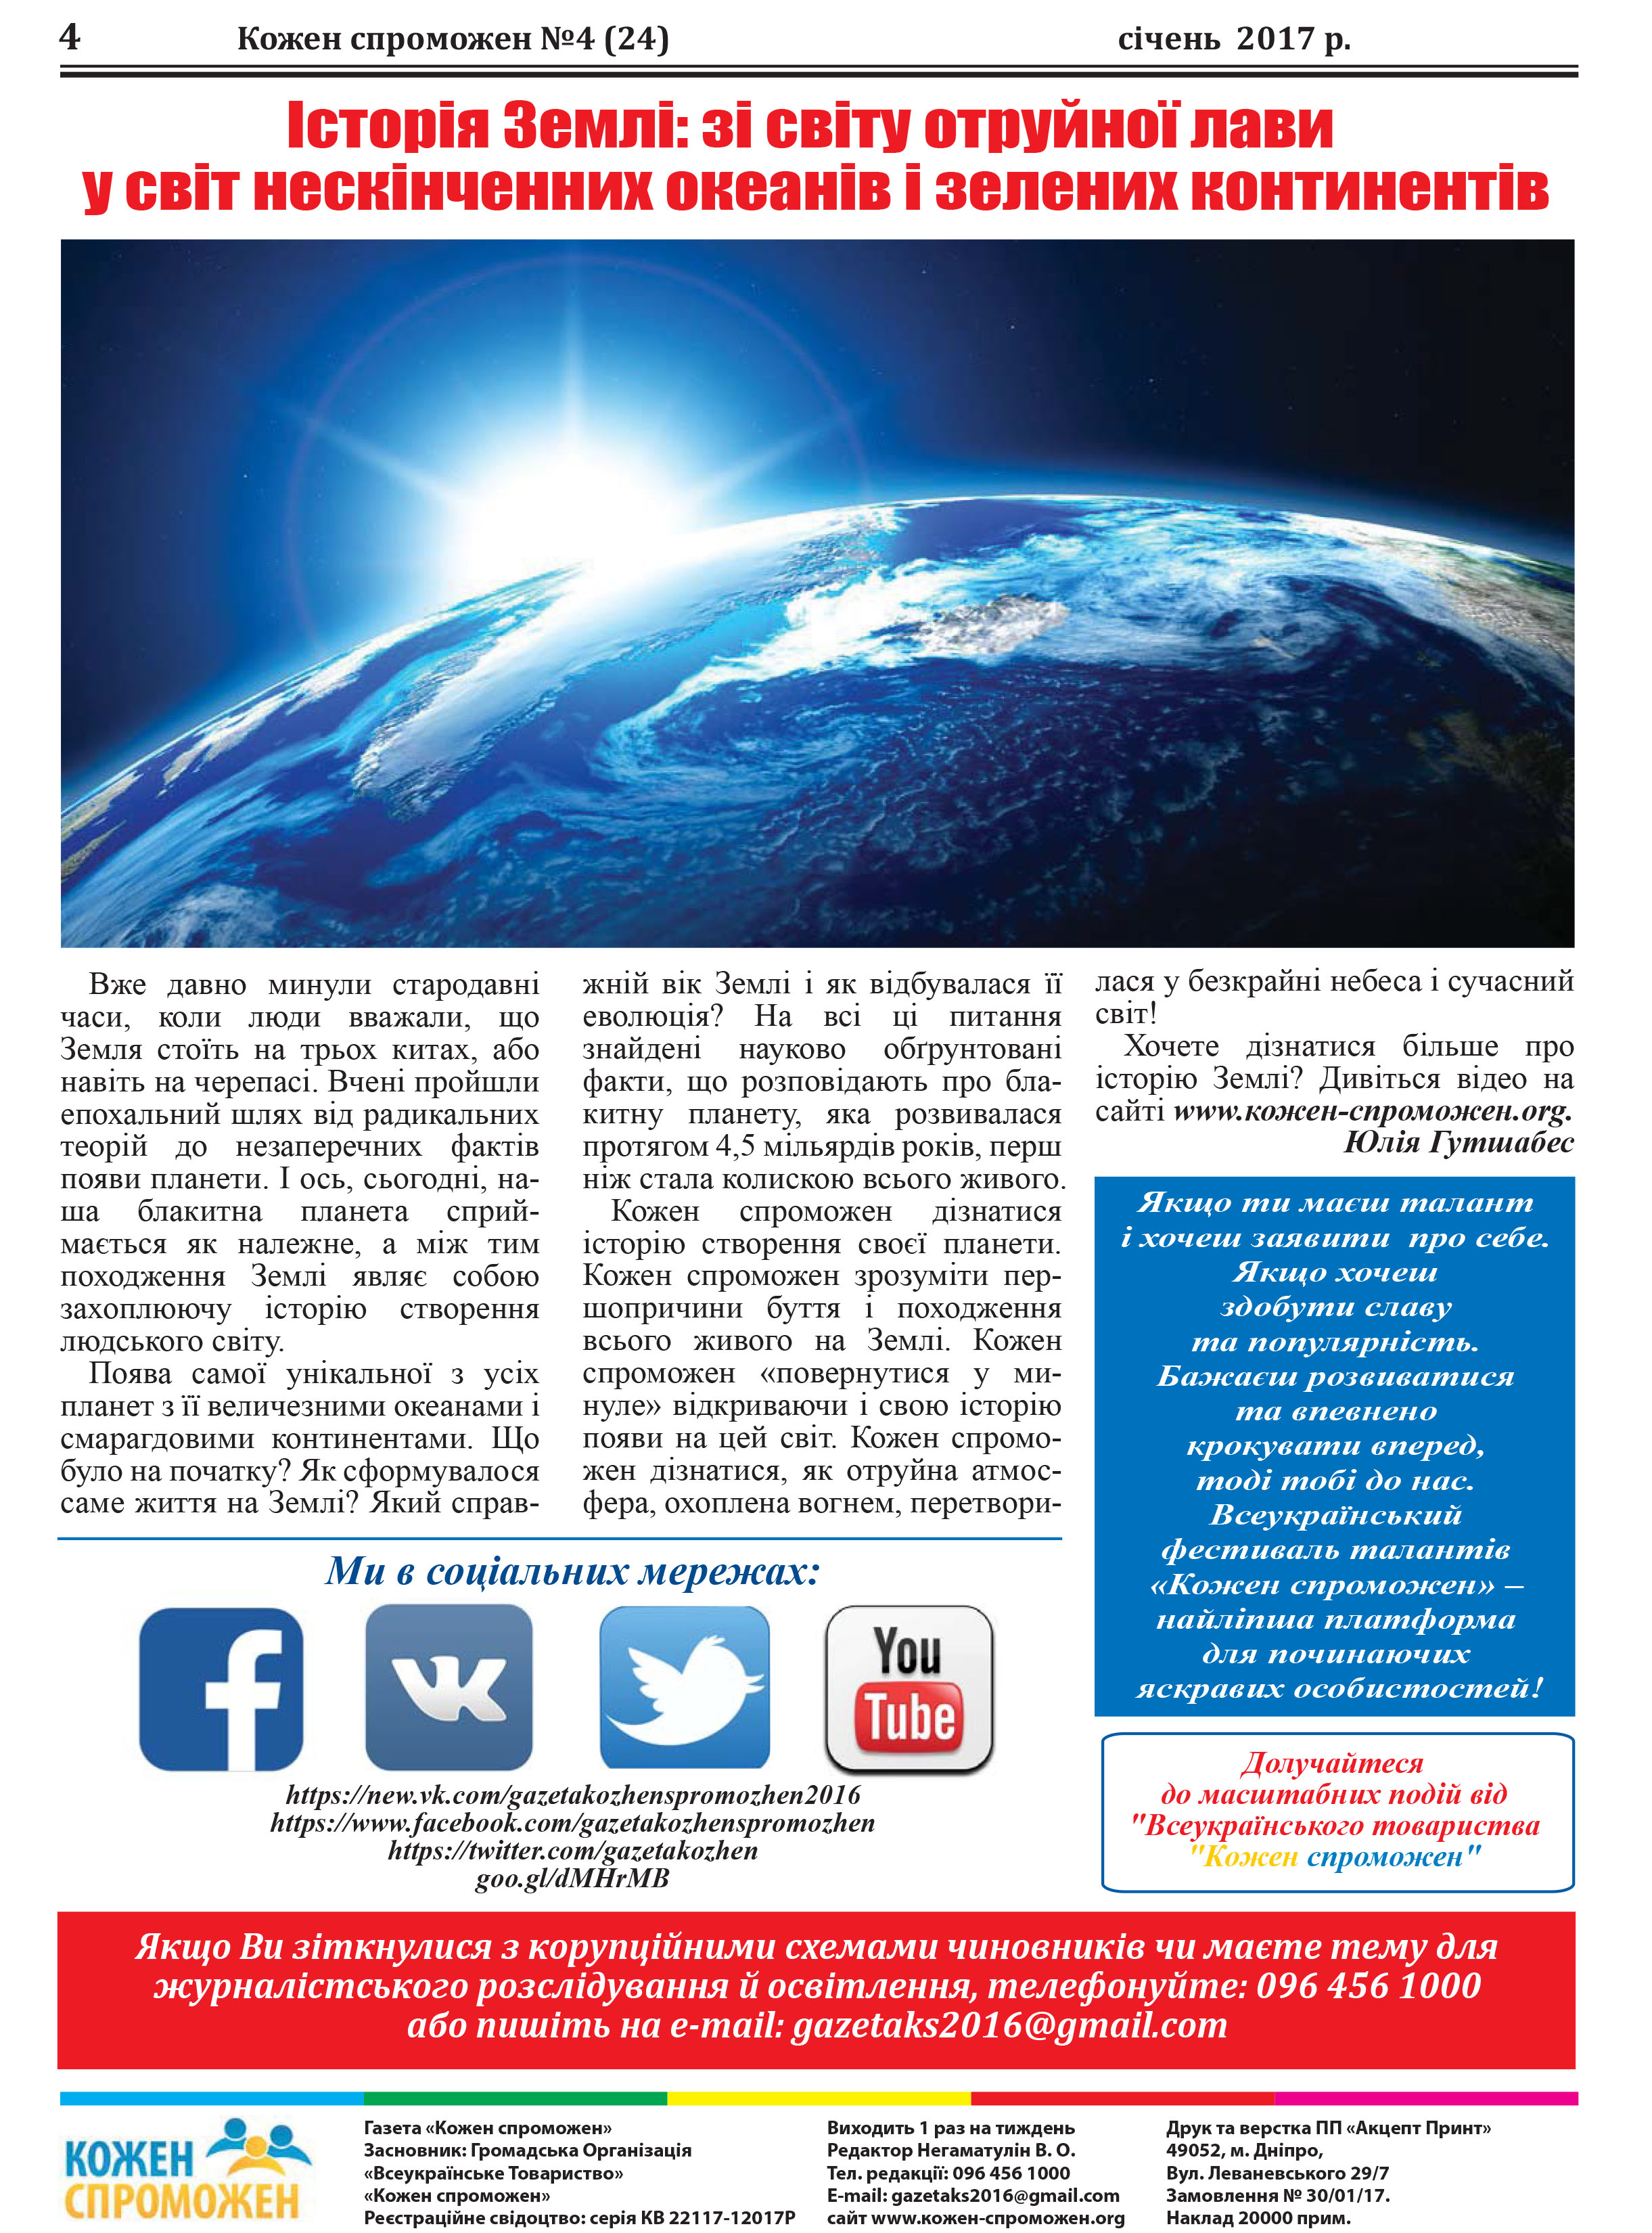 4 Кожен спроможен №4 (24) січень 2017 р.
Історія Землі: зі світу отруйної лави
у світ нескінченних океанів і зелених континентів
Вже давно минули стародавні
часи, коли люди вважали, що
Земля стоїть на трьох китах, або
навіть на черепасі. Вчені пройшли
епохальний шлях від радикальних
теорій до незаперечних фактів
появи планети. І ось, сьогодні, на-
ша блакитна планета сприй-
мається як належне, а між тим
походження Землі являє собою
захоплюючу історію створення
людського світу.
Поява самої унікальної з усіх
планет з її величезними океанами і
смарагдовими континентами. Що
було на початку? Як сформувалося
саме життя на Землі? Який справ-
жній вік Землі і як відбувалася її
еволюція? На всі ці питання
знайдені науково обґрунтовані
факти, що розповідають про бла-
китну планету, яка розвивалася
протягом 4,5 мільярдів років, перш
ніж стала колискою всього живого.
Кожен спроможен дізнатися
історію створення своєї планети.
Кожен спроможен зрозуміти пер-
шопричини буття і походження
всього живого на Землі. Кожен
спроможен «повернутися у ми-
нуле» відкриваючи і свою історію
появи на цей світ. Кожен спромо-
жен дізнатися, як отруйна атмос-
фера, охоплена вогнем, перетвори-
лася у безкрайні небеса і сучасний
світ!
Хочете дізнатися більше про
історію Землі? Дивіться відео на
сайті www.кожен-спроможен.org.
Юлія Гутшабес
Якщо ти маєш талант
і хочеш заявити про себе.
Якщо хочеш
здобути славу
та популярність.
Бажаєш розвиватися
та впевнено
крокувати вперед,
тоді тобі до нас.
Всеукраїнський
фестиваль талантів
«Кожен спроможен» –
найліпша платформа
для починаючих
яскравих особистостей!
Долучайтеся
до масштабних подій від
"Всеукраїнського товариства
"Кожен спроможен"
Ми в соціальних мережах:
f
VK
You
Tube
https://new.vk.com/gazetakozhenspromozhen2016
https://www.facebook.com/gazetakozhenspromozhen
https://twitter.com/gazetakozhen
goo.gl/dMHrMB
Якщо Ви зіткнулися з корупційними схемами чиновників чи маєте тему для
журналістського розслідування й освітлення, телефонуйте: 096 456 1000
або пишіть на e-mail: gazetaks2016@gmail.com
КОЖЕН
СПРОМОЖЕН
Газета «Кожен спроможен»
Засновник: Громадська Організація
«Всеукраїнське Товариство»
«Кожен спроможен»
Реєстраційне свідоцтво: серія КВ 22117-12017Р
Виходить 1 раз на тиждень
Редактор Негаматулін В. О.
Тел. редакції: 096 456 1000
E-mail: gazetaks2016@gmail.com
сайт www.кожен-спроможен.org
Друк та верстка ПП «Акцепт Принт»
49052, м. Дніпро,
Вул. Леваневського 29/7
Замовлення № 30/01/17.
Наклад 20000 прим.